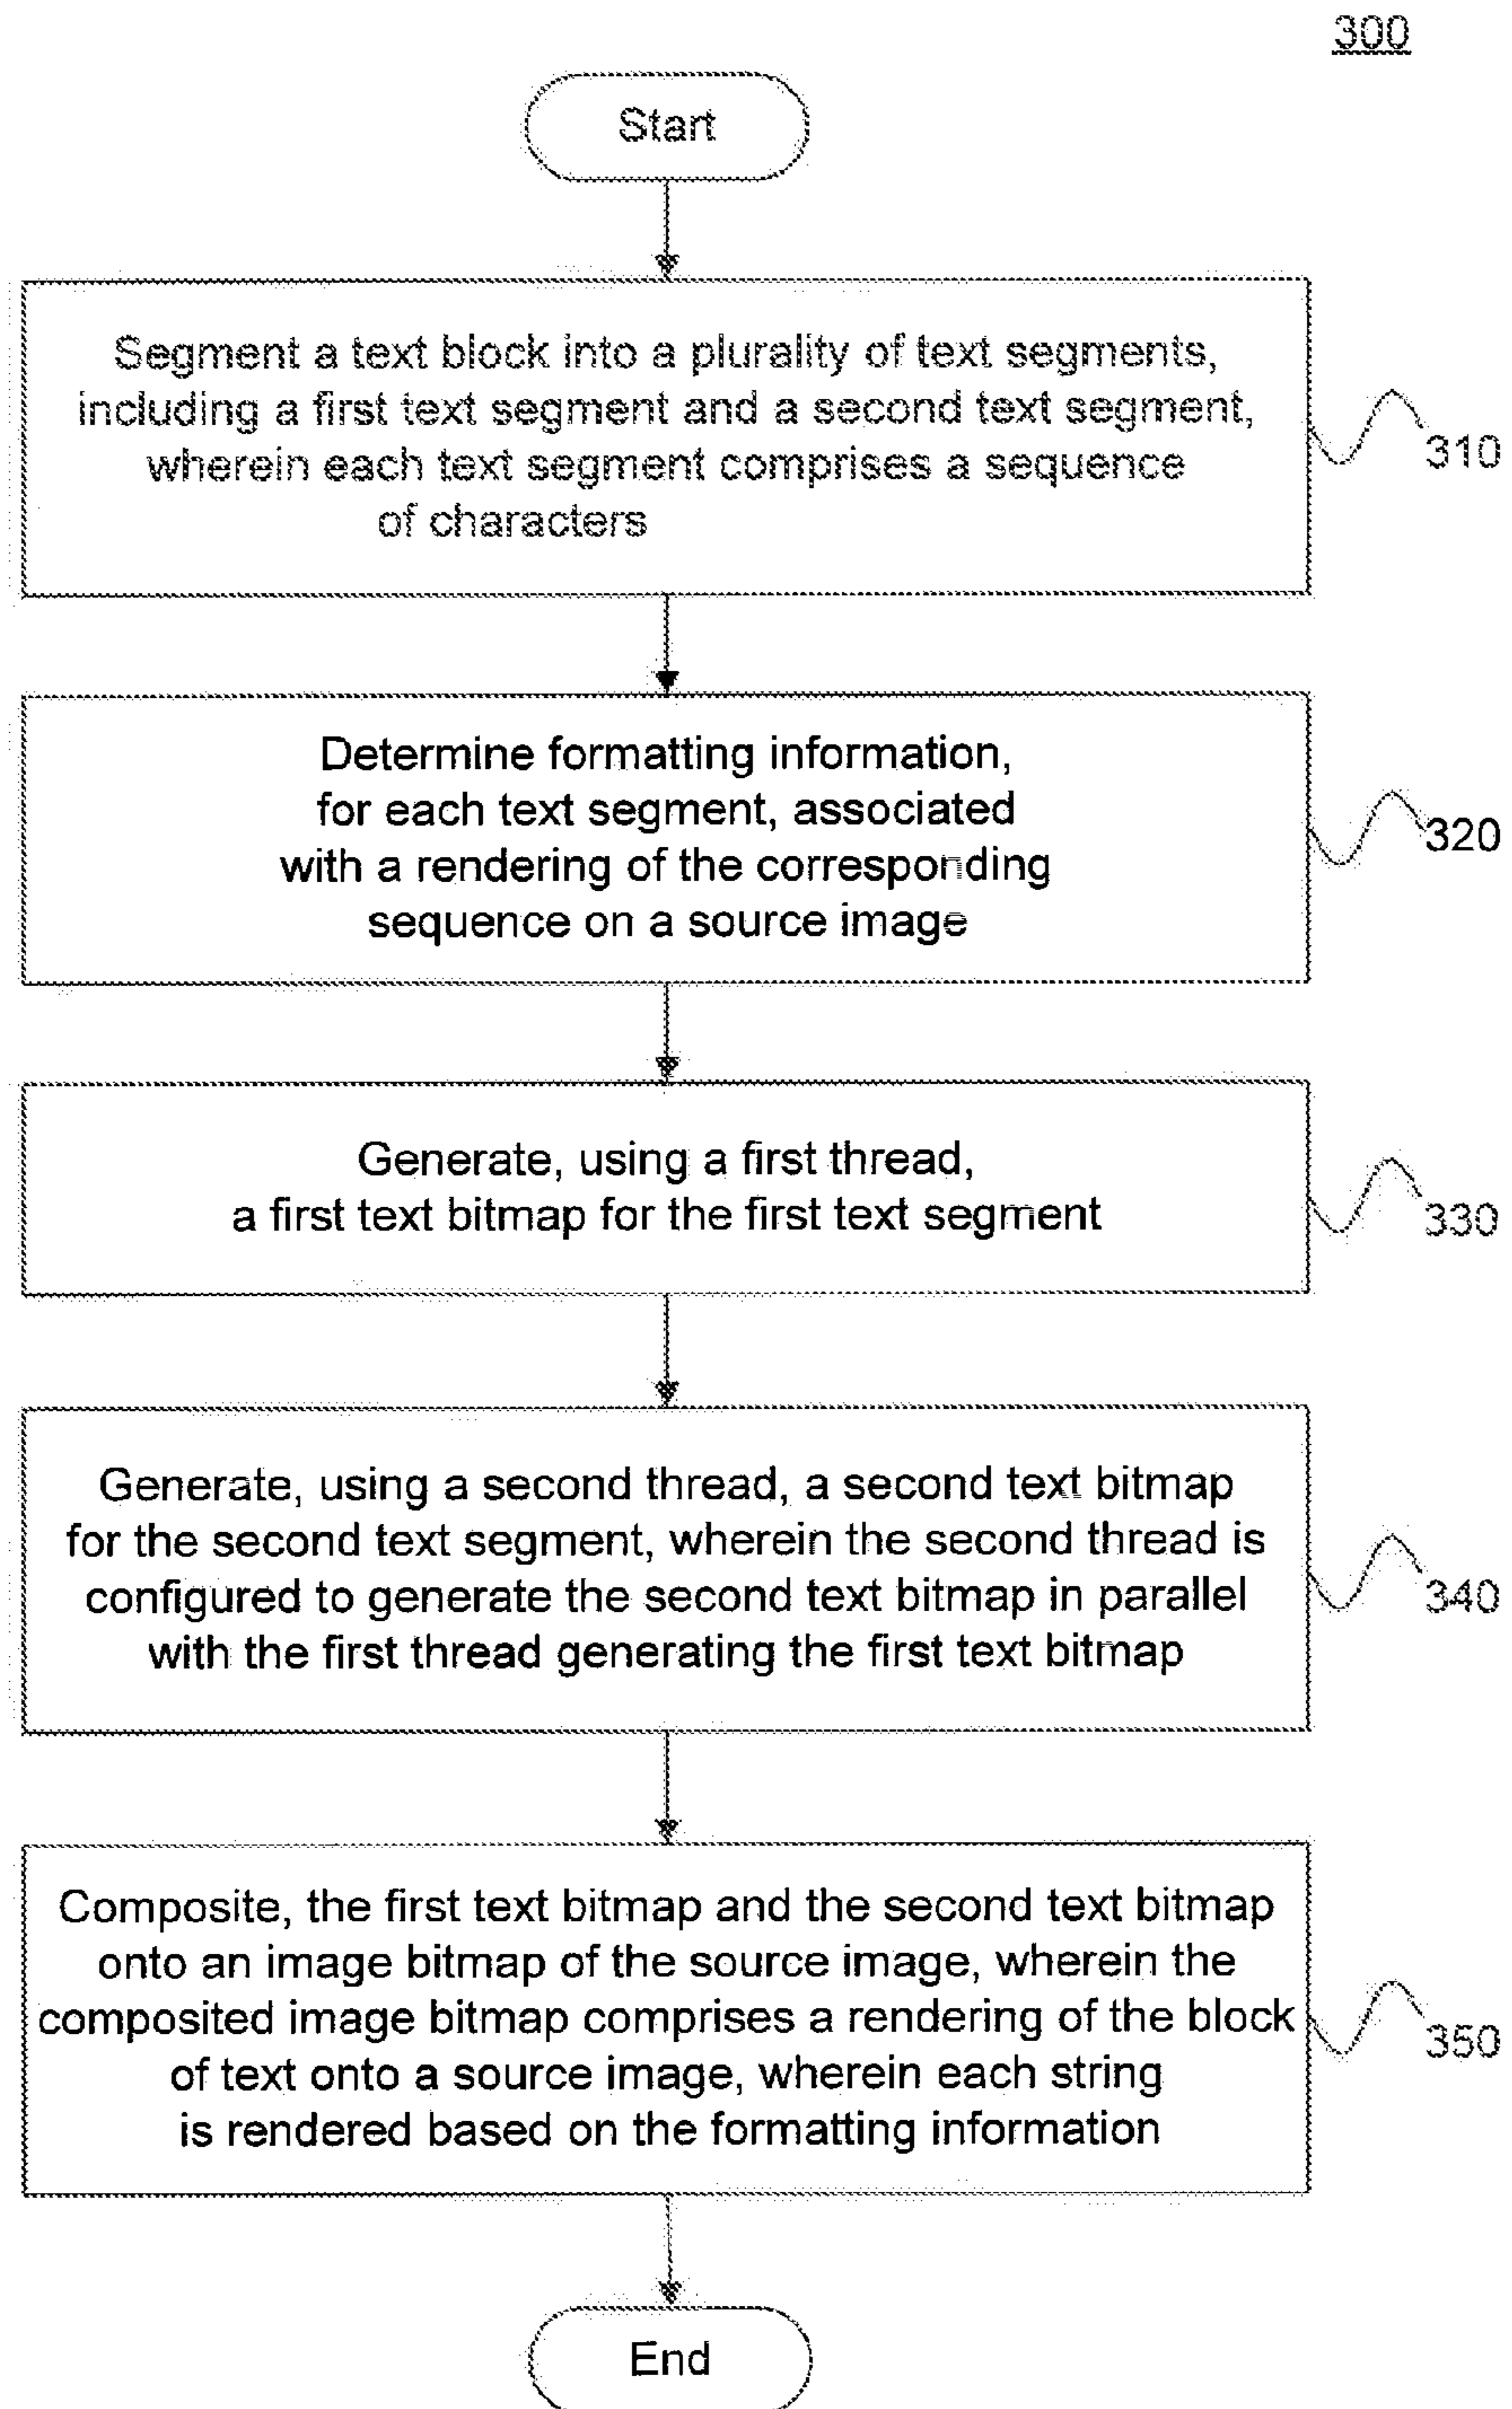 300
Start
Segment a text block into a plurality of text segments,
including a first text segment and a second text segment,
wherein each text segment comprises a sequence
of characters
310
Determine formatting information,
for each text segment, associated
with a rendering of the corresponding
sequence on a source image
320
Generate, using a first thread,
a first text bitmap for the first text segment
330
Generate, using a second thread, a second text bitmap
for the second text segment, wherein the second thread is
configured to generate the second text bitmap in parallel
with the first thread generating the first text bitmap
340
Composite, the first text bitmap and the second text bitmap
onto an image bitmap of the source image, wherein the
composited image bitmap comprises a rendering of the block
of text onto a source image, wherein each string
is rendered based on the formatting information
350
End